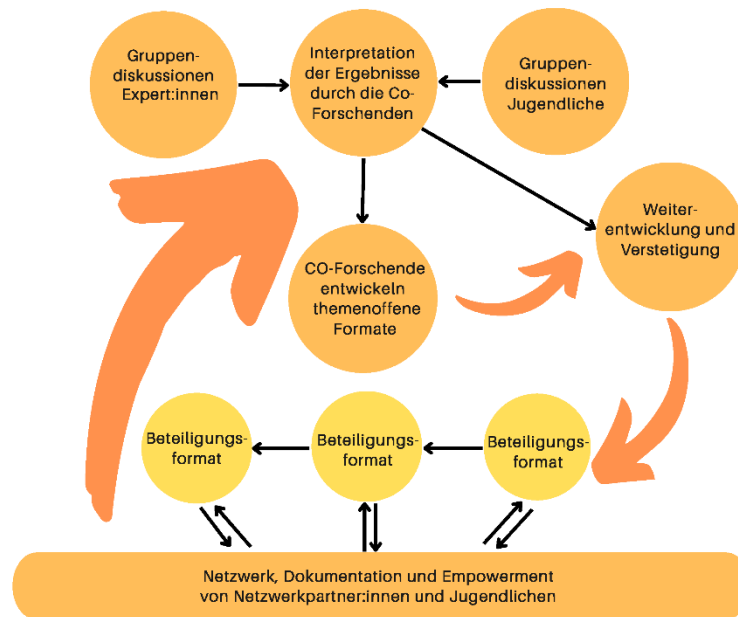 Gruppen-
diskussionen
Expert:innen
Interpretation
der Ergebnisse
durch die Co-
Forschenden
Gruppen-
diskussionen
Jugendliche
Weiter-
entwicklung und
Verstetigung
CO-Forschende
entwickeln
themenoffene
Formate
Beteiligungs-
format
Beteiligungs-
format
Beteiligungs-
format
Netzwerk, Dokumentation und Empowerment
von Netzwerkpartner:innen und Jugendlichen